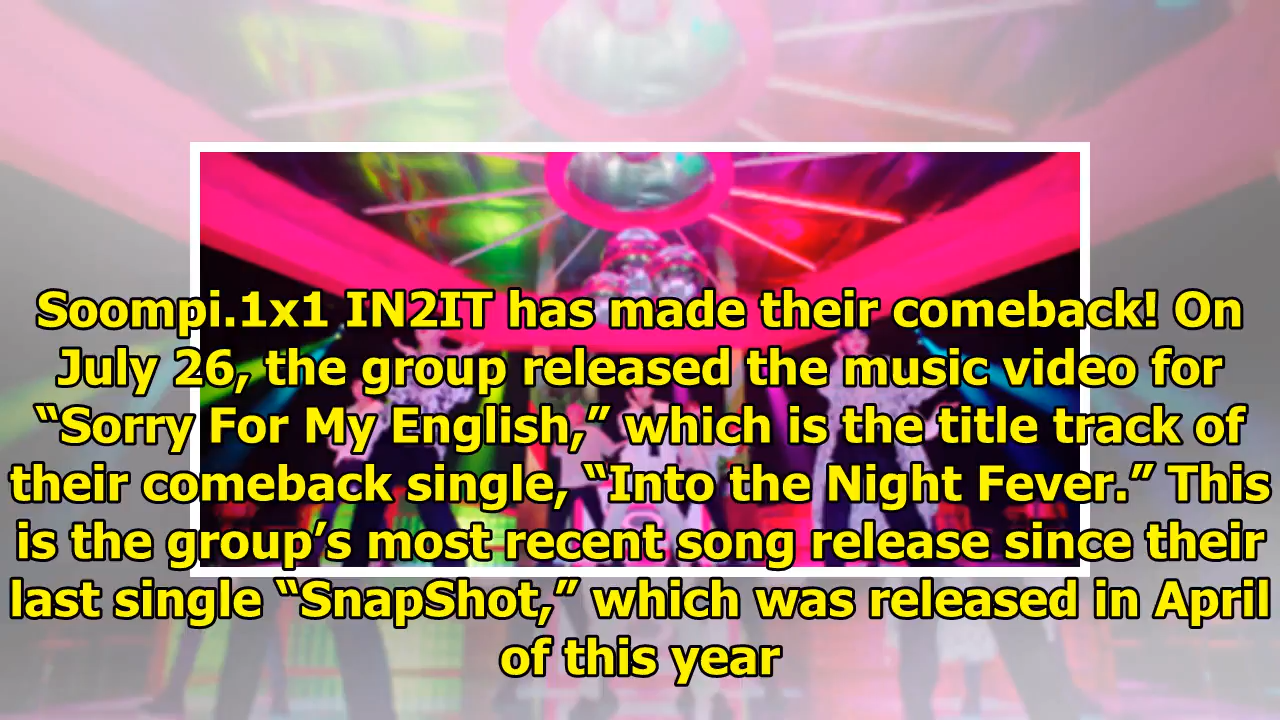 Soompi.1x1 IN2IT has made their comeback! On
July 26, the group released the music video for
“Sorry For My English,” which is the title track of
their comeback single, “Into the Night Fever.” This
is the group’s most recent song release since their
last single “SnapShot,” which was released in April
of this year